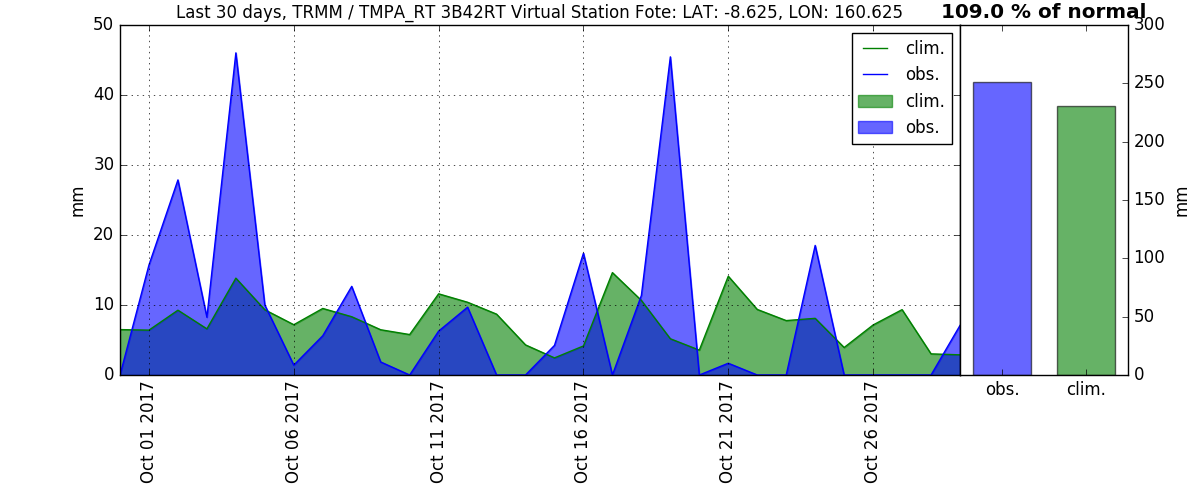 Last 30 days, TRMM / TMPA_RT 3B42RT Virtual Station Fote: LAT: -8.625, LON: 160.625
109.0 % of normal
50
40
30
20
10
0
mm
clim.
obs.
clim.
obs.
Oct 01 2017
Oct 06 2017
Oct 11 2017
Oct 16 2017
Oct 21 2017
Oct 26 2017
300
250
200
150
100
50
0
mm
obs.
clim.